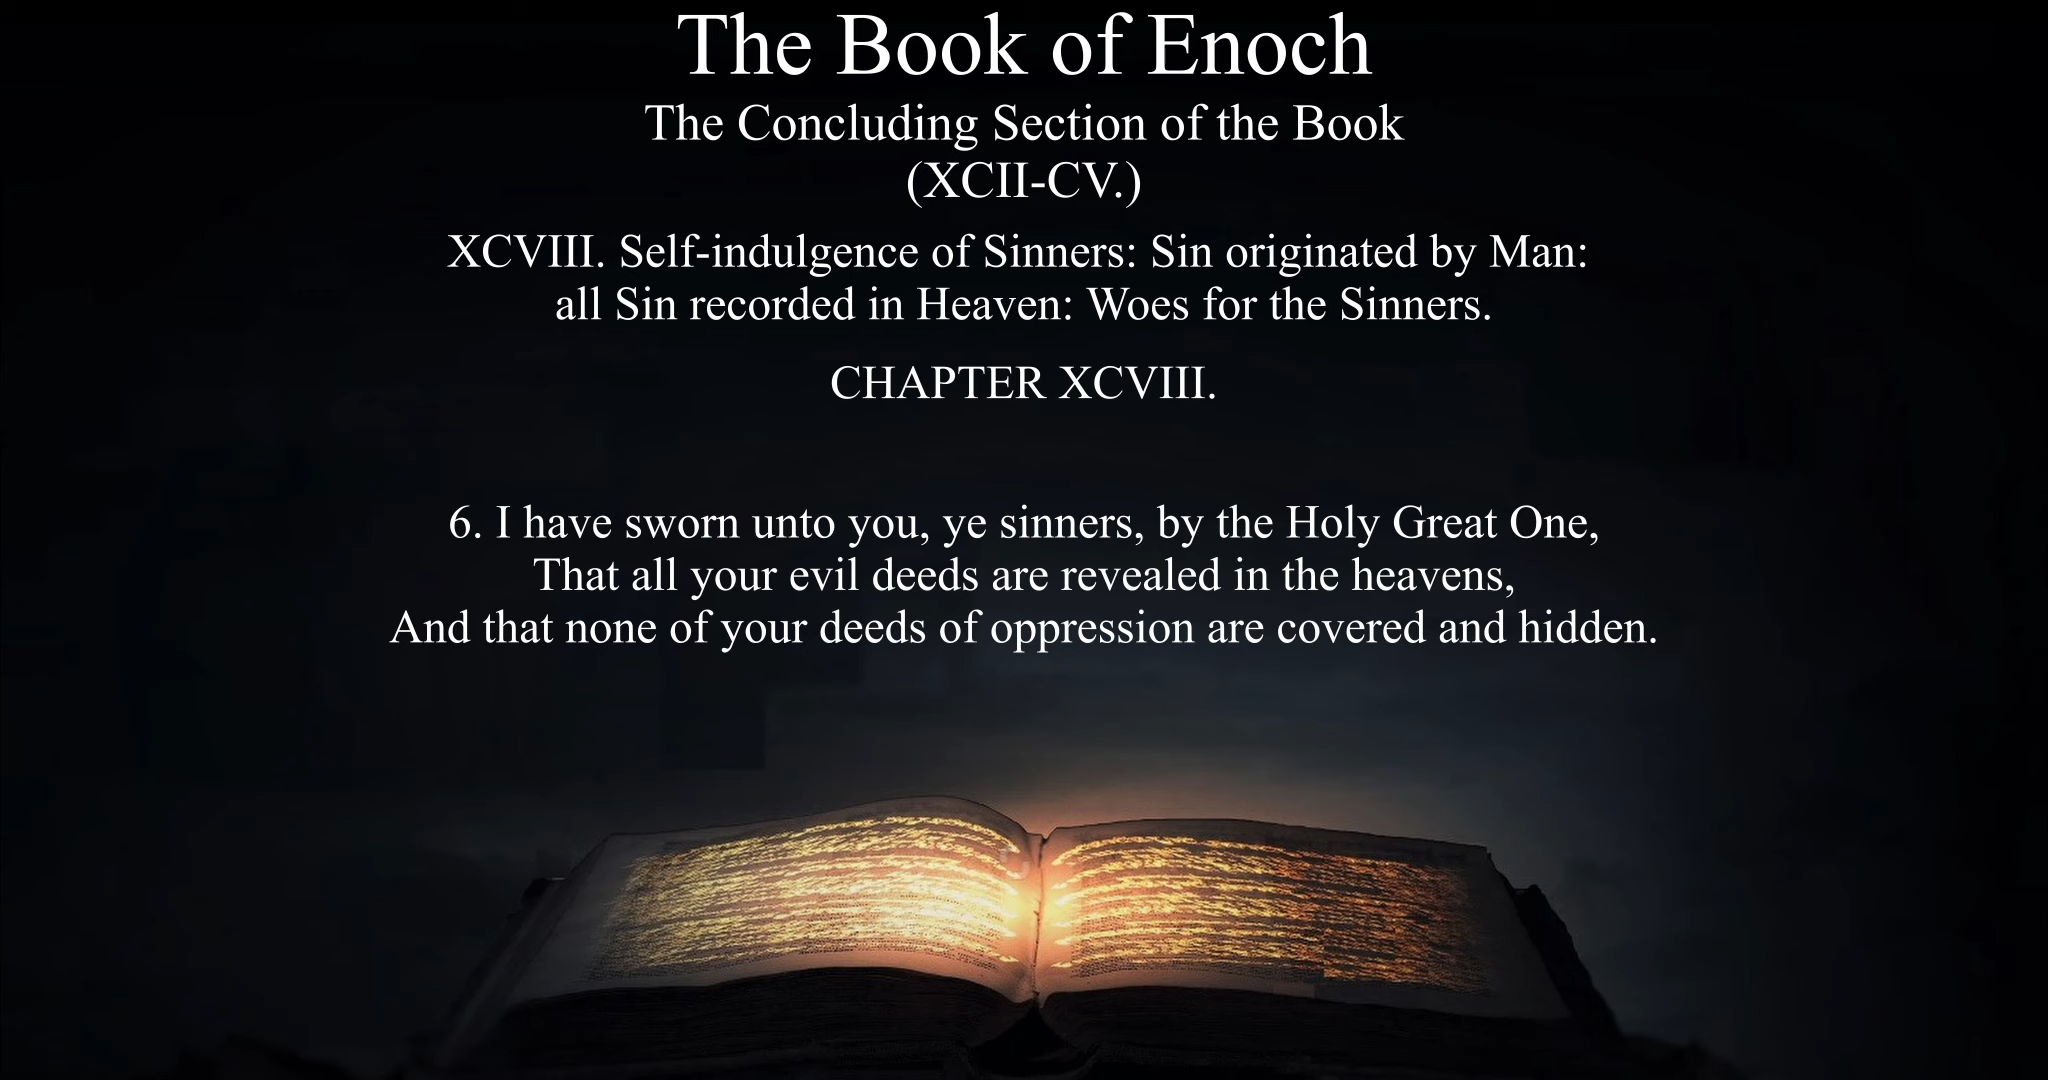 The Book of Enoch
The Concluding Section of the Book
(XCII-CV.)
XCVIII. Self-indulgence of Sinners: Sin originated by Man:
all Sin recorded in Heaven: Woes for the Sinners.
CHAPTER XCVIII.
6. I have sworn unto you, ye sinners, by the Holy Great One,
That all your evil deeds are revealed in the heavens,
And that none of your deeds of oppression are covered and hidden.